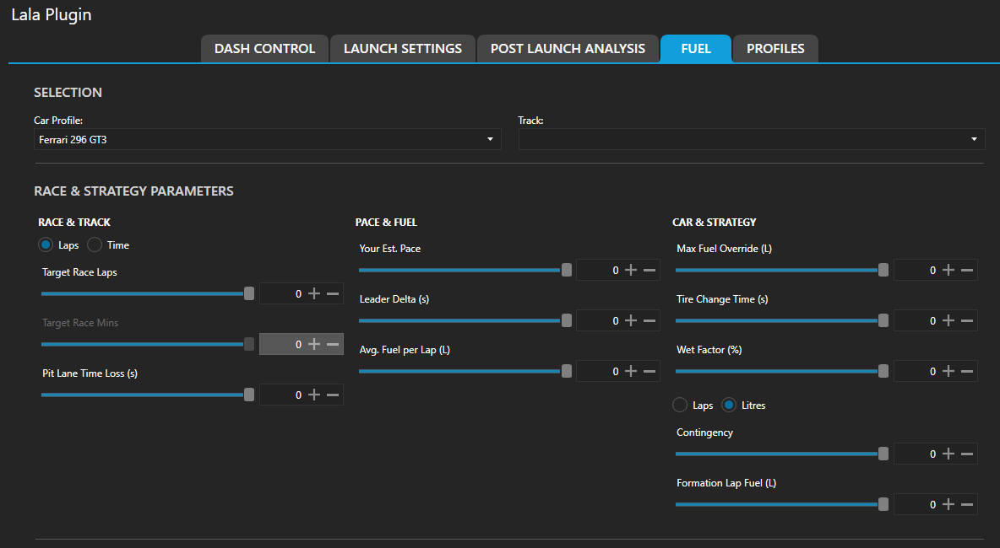 Lala Plugin
DASH CONTROL LAUNCH SETTINGS POST LAUNCH ANALYSIS FUEL PROFILES
SELECTION
Car Profile: Track:
Ferrari 296 GT3
RACE & STRATEGY PARAMETERS
RACE & TRACK
Laps Time
Target Race Laps
0
Target Race Mins
0
Pit Lane Time Loss (s)
0
PACE & FUEL
Your Est. Pace
0
Leader Delta (s)
0
Avg. Fuel per Lap (L)
0
CAR & STRATEGY
Max Fuel Override (L)
0
Tire Change Time (s)
0
Wet Factor (%)
0
Laps Litres
Contingency
0
Formation Lap Fuel (L)
0